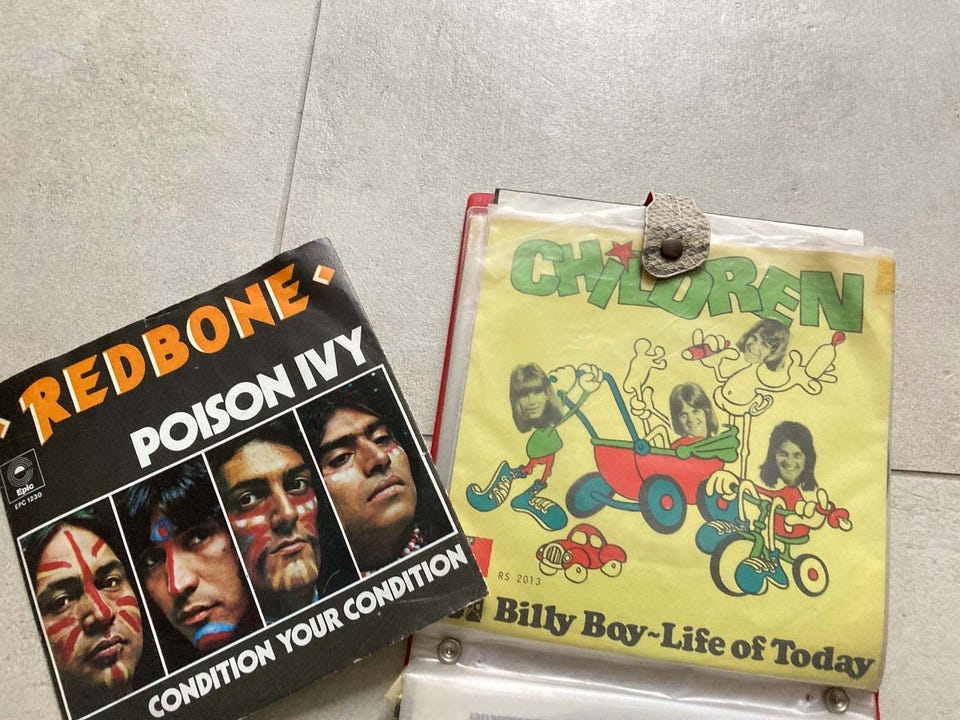 REDBONE
POISON IVY
Epic
EPC 1230
CONDITION YOUR CONDITION
CHILDREN
RS 2013
Billy Boy~Life of Today